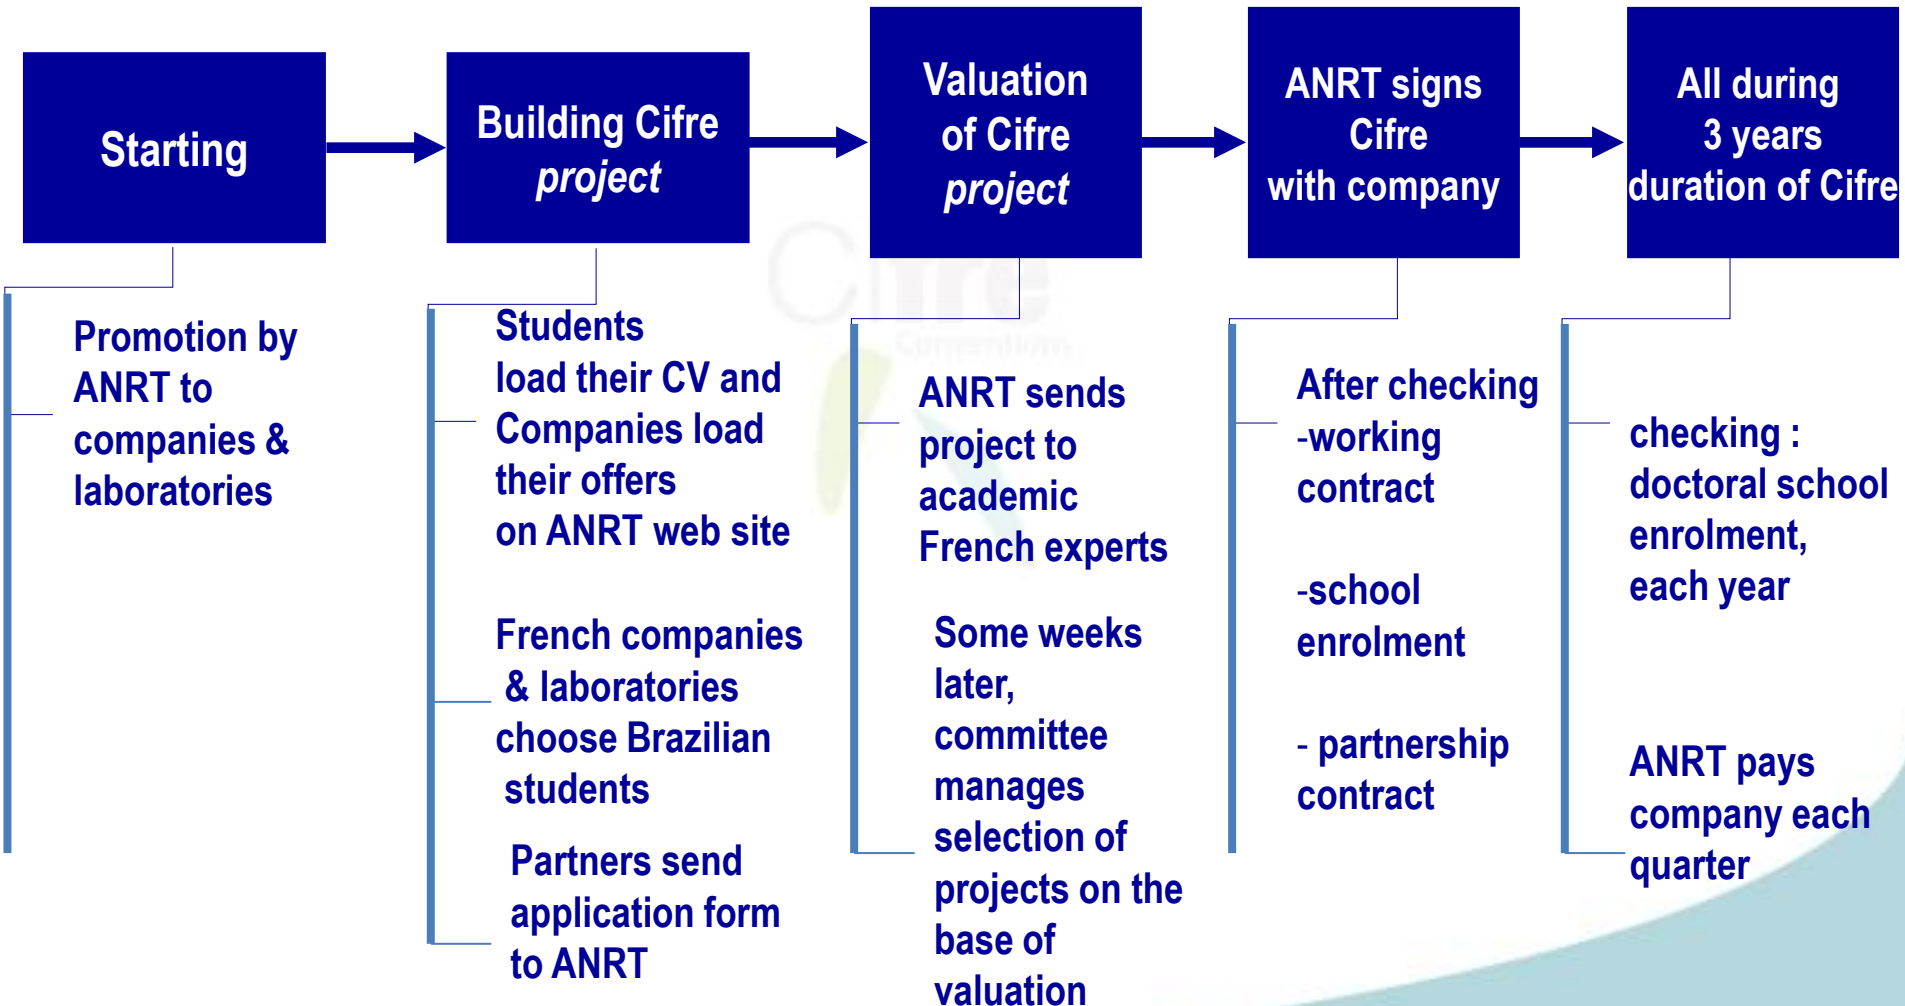 Starting
Building Cifre
project
Valuation
of Cifre
project
ANRT signs
Cifre
with company
All during
3 years
duration of Cifre
Promotion by
ANRT to
companies &
laboratories
Students
load their CV and
Companies load
their offers
on ANRT web site
French companies
& laboratories
choose Brazilian
students
Partners send
application form
to ANRT
ANRT sends
project to
academic
French experts
Some weeks
later,
committee
manages
selection of
projects on the
base of
valuation
After checking
-working
contract
-school
enrolment
- partnership
contract
checking :
doctoral school
enrolment,
each year
ANRT pays
company each
quarter
Cifre
Conventions